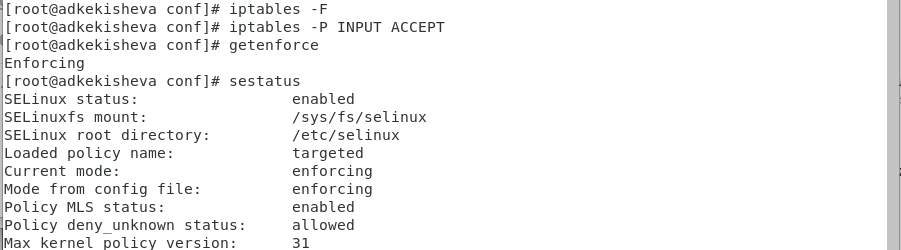 [root@adkekisheva conf]# iptables -F
[root@adkekisheva conf]# iptables -P INPUT ACCEPT
[root@adkekisheva conf]# getenforce
Enforcing
[root@adkekisheva conf]# sestatus
SELinux status:                 enabled
SELinuxfs mount:                /sys/fs/selinux
SELinux root directory:         /etc/selinux
Loaded policy name:             targeted
Current mode:                   enforcing
Mode from config file:          enforcing
Policy MLS status:              enabled
Policy deny_unknown status:     allowed
Max kernel policy version:      31